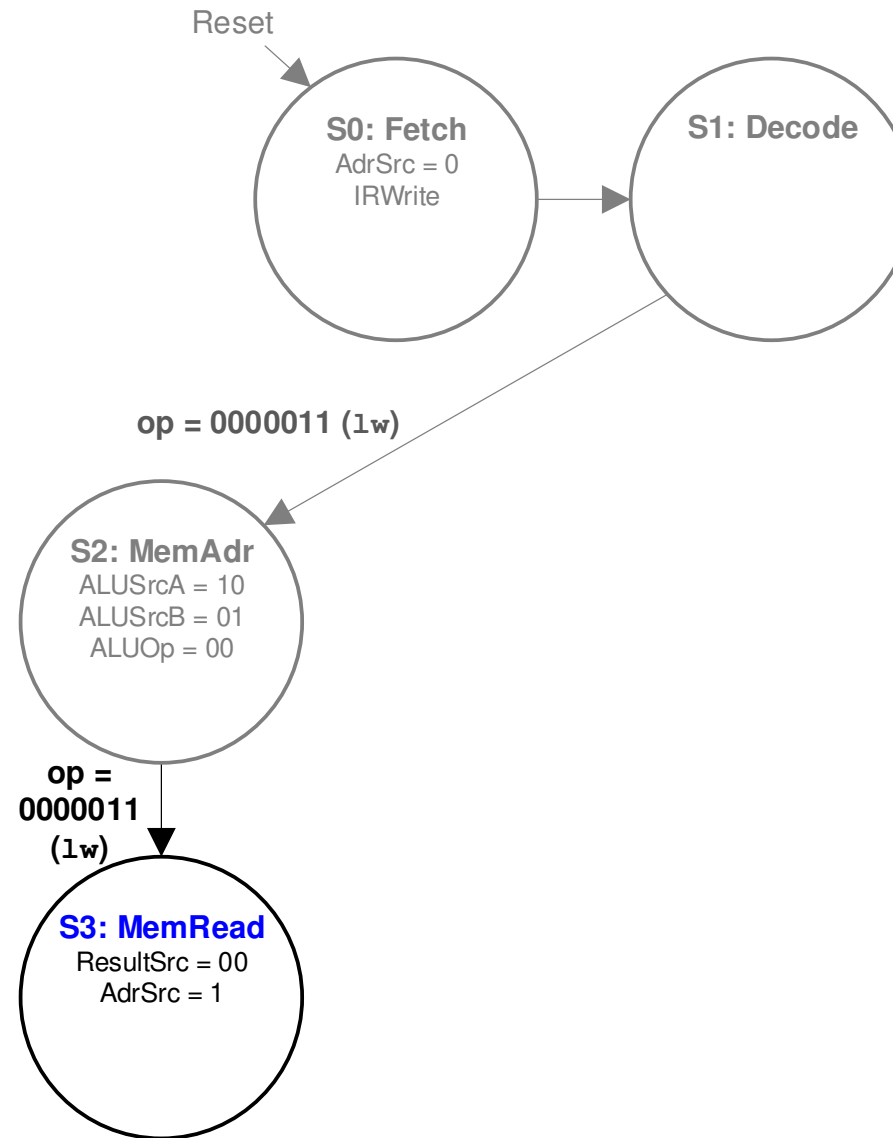 Reset
S0: Fetch
AdrSrc = 0
IRWrite
S1: Decode
op = 0000011 (lw)
S2: MemAdr
ALUSrcA = 10
ALUSrcB = 01
ALUOp = 00
op =
0000011
(lw)
S3: MemRead
ResultSrc = 00
AdrSrc = 1